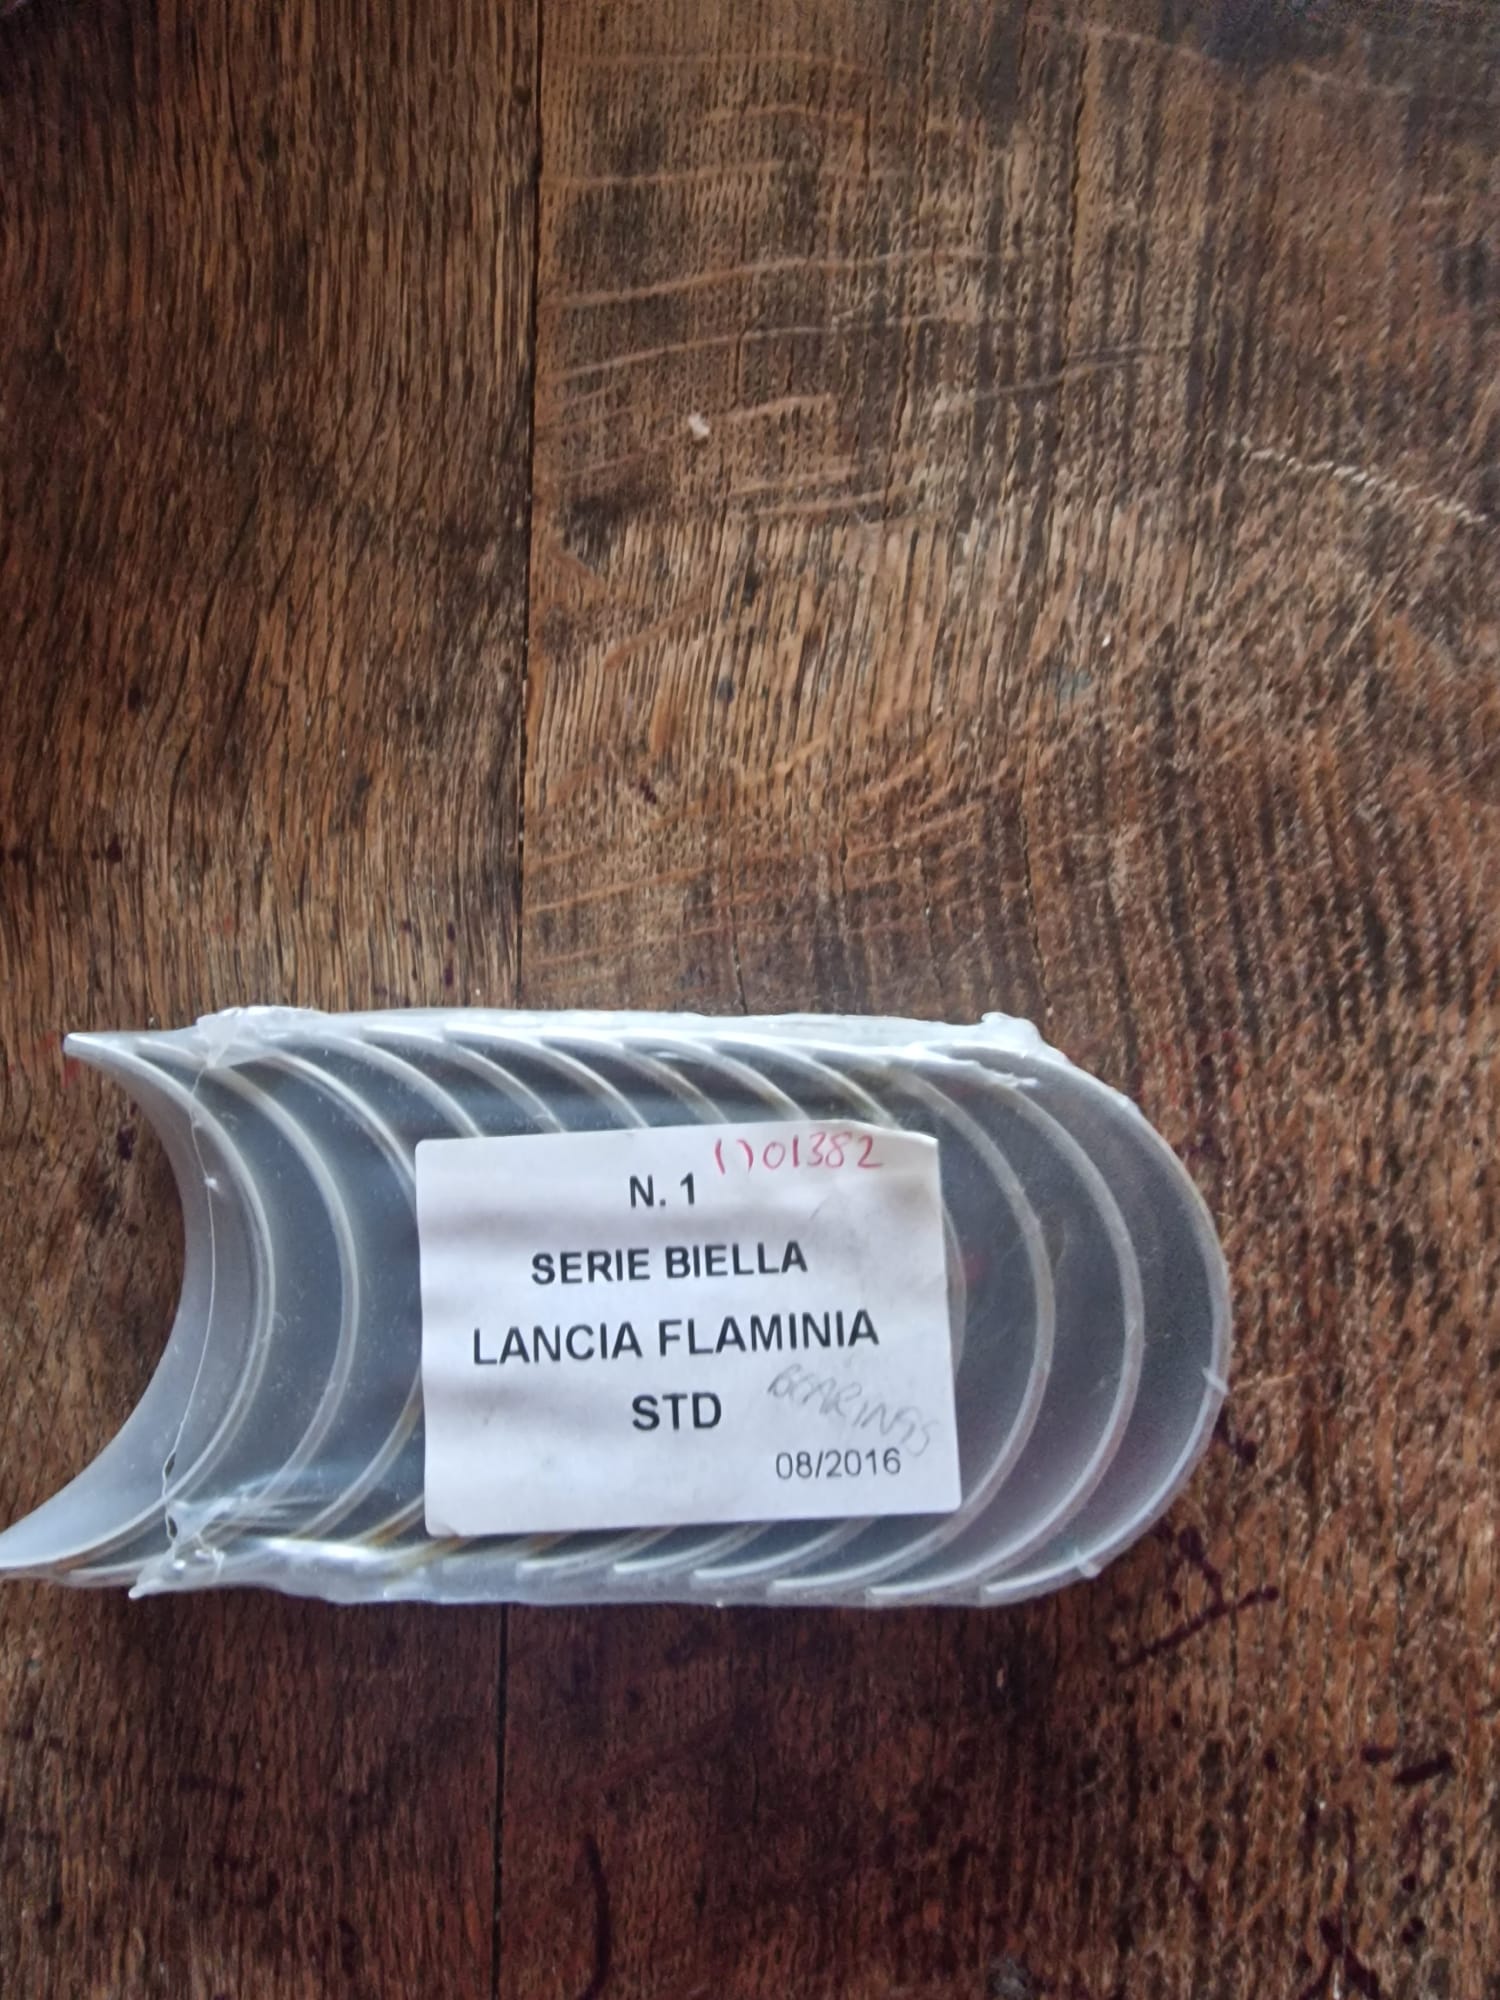 ()01382
N. 1
SERIE BIELLA
LANCIA FLAMINIA
STD
BEARINGS
08/2016